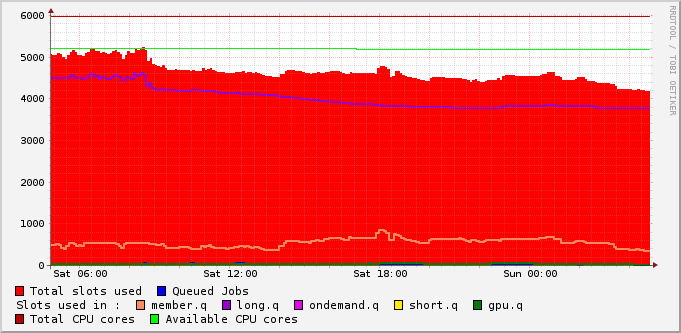 RRDTOOL / TOBI OETIKER
6000
5000
4000
3000
2000
1000
0
Sat 06:00 Sat 12:00 Sat 18:00 Sun 00:00
Total slots used Queued Jobs
Slots used in : member.q long.q ondemand.q short.q gpu.q
Total CPU cores Available CPU cores